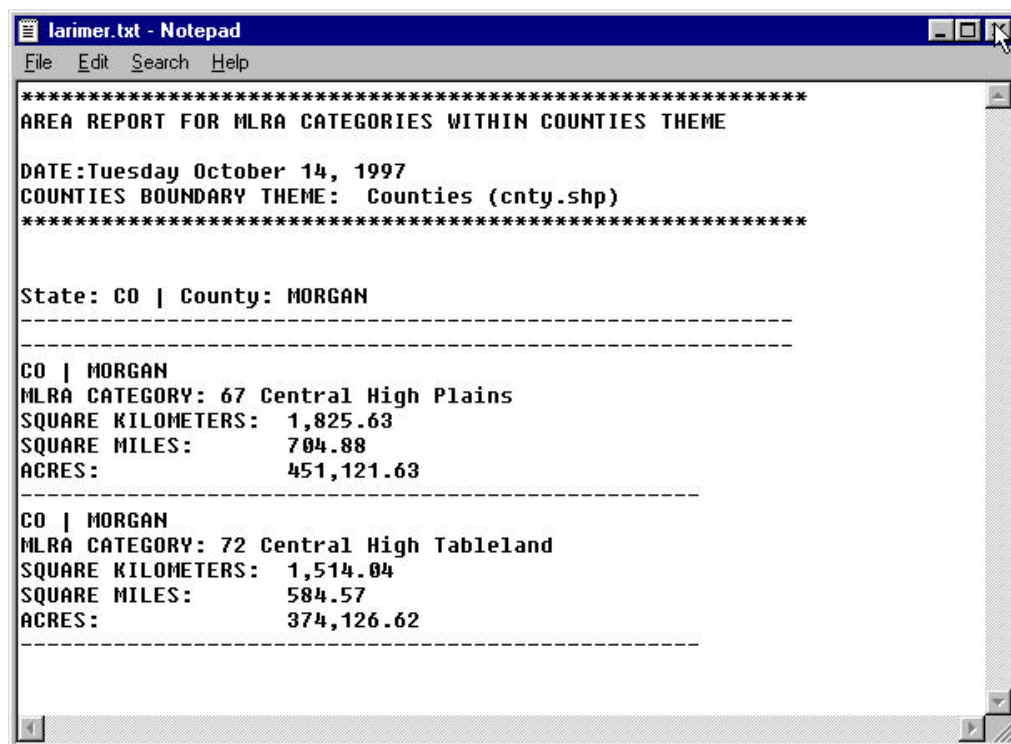 larimer.txt - Notepad
File Edit Search Help
***********************************************************
AREA REPORT FOR MLRA CATEGORIES WITHIN COUNTIES THEME
DATE:Tuesday October 14, 1997
COUNTIES BOUNDARY THEME:  Counties (cnty.shp)
***********************************************************
State: CO | County: MORGAN
----------------------------------------------------------
----------------------------------------------------------
CO | MORGAN
MLRA CATEGORY: 67 Central High Plains
SQUARE KILOMETERS:  1,825.63
SQUARE MILES:       704.88
ACRES:              451,121.63
---------------------------------------------------
CO | MORGAN
MLRA CATEGORY: 72 Central High Tableland
SQUARE KILOMETERS:  1,514.04
SQUARE MILES:       584.57
ACRES:              374,126.62
---------------------------------------------------